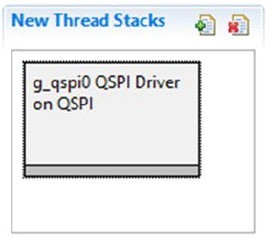 New Thread Stacks
g_qspi0 QSPI Driver
on QSPI